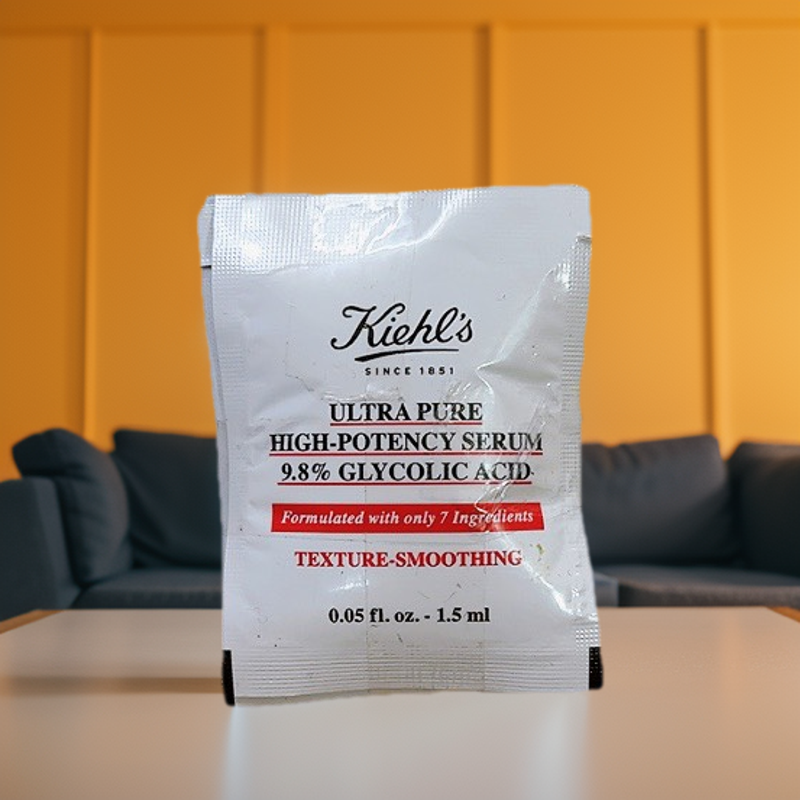 Kiehl's
SINCE 1851
ULTRA PURE
HIGH-POTENCY SERUM
9.8% GLYCOLIC ACID
Formulated with only 7 Ingredients
TEXTURE-SMOOTHING
0.05 fl. oz. - 1.5 ml